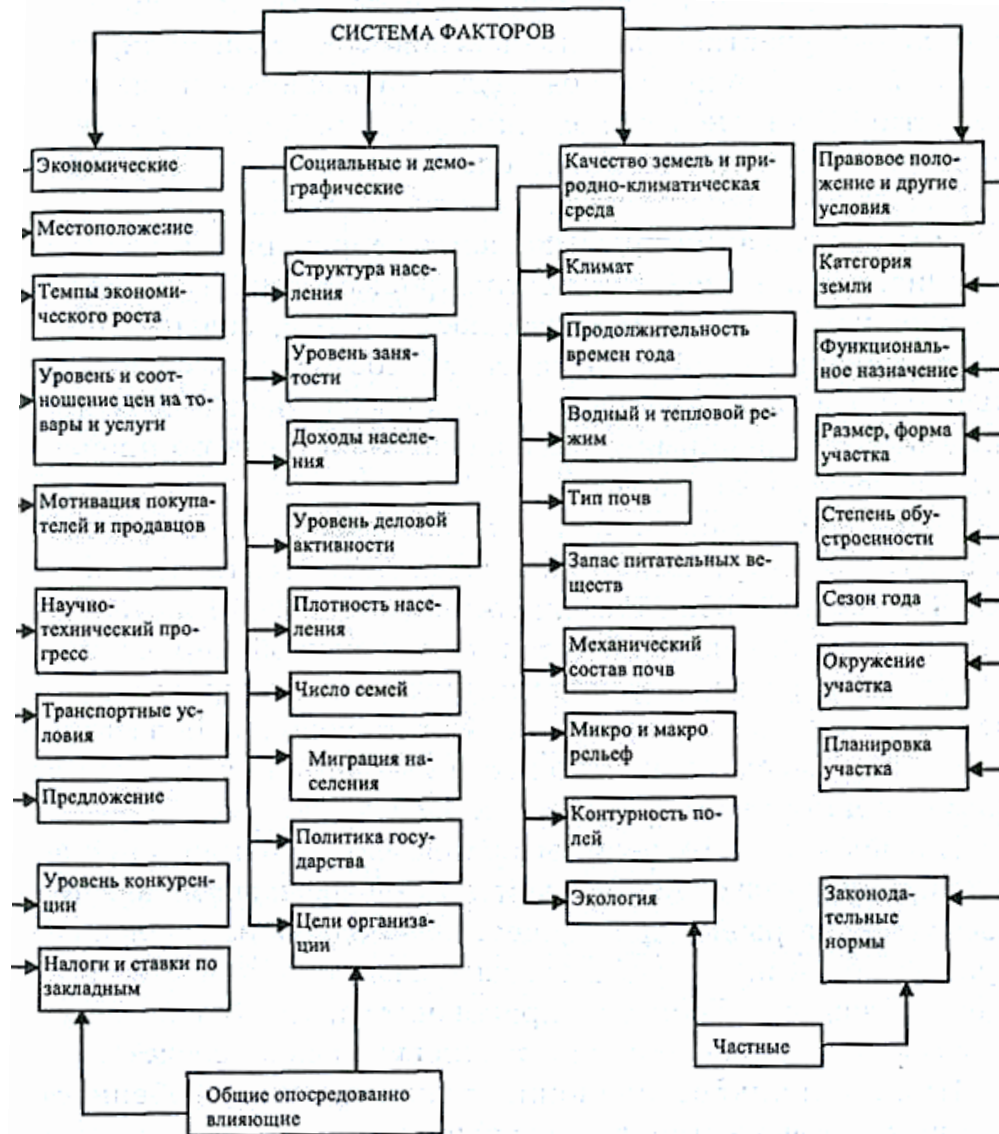 СИСТЕМА ФАКТОРОВ
Экономические
Местоположение
Темпы экономи-
ческого роста
Уровень и соот-
ношение цен на то-
вары и услуги
Мотивация покупа-
телей и продавцов
Научно-
технический про-
гресс
Транспортные ус-
ловия
Предложение
Уровень конкурен-
ции
Налоги и ставки по
закладным
Социальные и демо-
графические
Структура насе-
ления
Уровень заня-
тости
Доходы населе-
ния
Уровень деловой
активности
Плотность насе-
ления
Число семей
Миграция на-
селения
Политика госу-
дарства
Цели организа-
ции
Качество земель и при-
родно-климатическая
среда
Климат
Продолжительность
времен года
Водный и тепловой ре-
жим
Тип почв
Запас питательных ве-
ществ
Механический
состав почв
Микро и макро
рельеф
Контурность по-
лей
Экология
Правовое поло-
жение и другие
условия
Категория
земли
Функциональ-
ное назначение
Размер, форма
участка
Степень обу-
строенности
Сезон года
Окружение
участка
Планировка
участка
Законода-
тельные
нормы
Частные
Общие опосредованно
влияющие